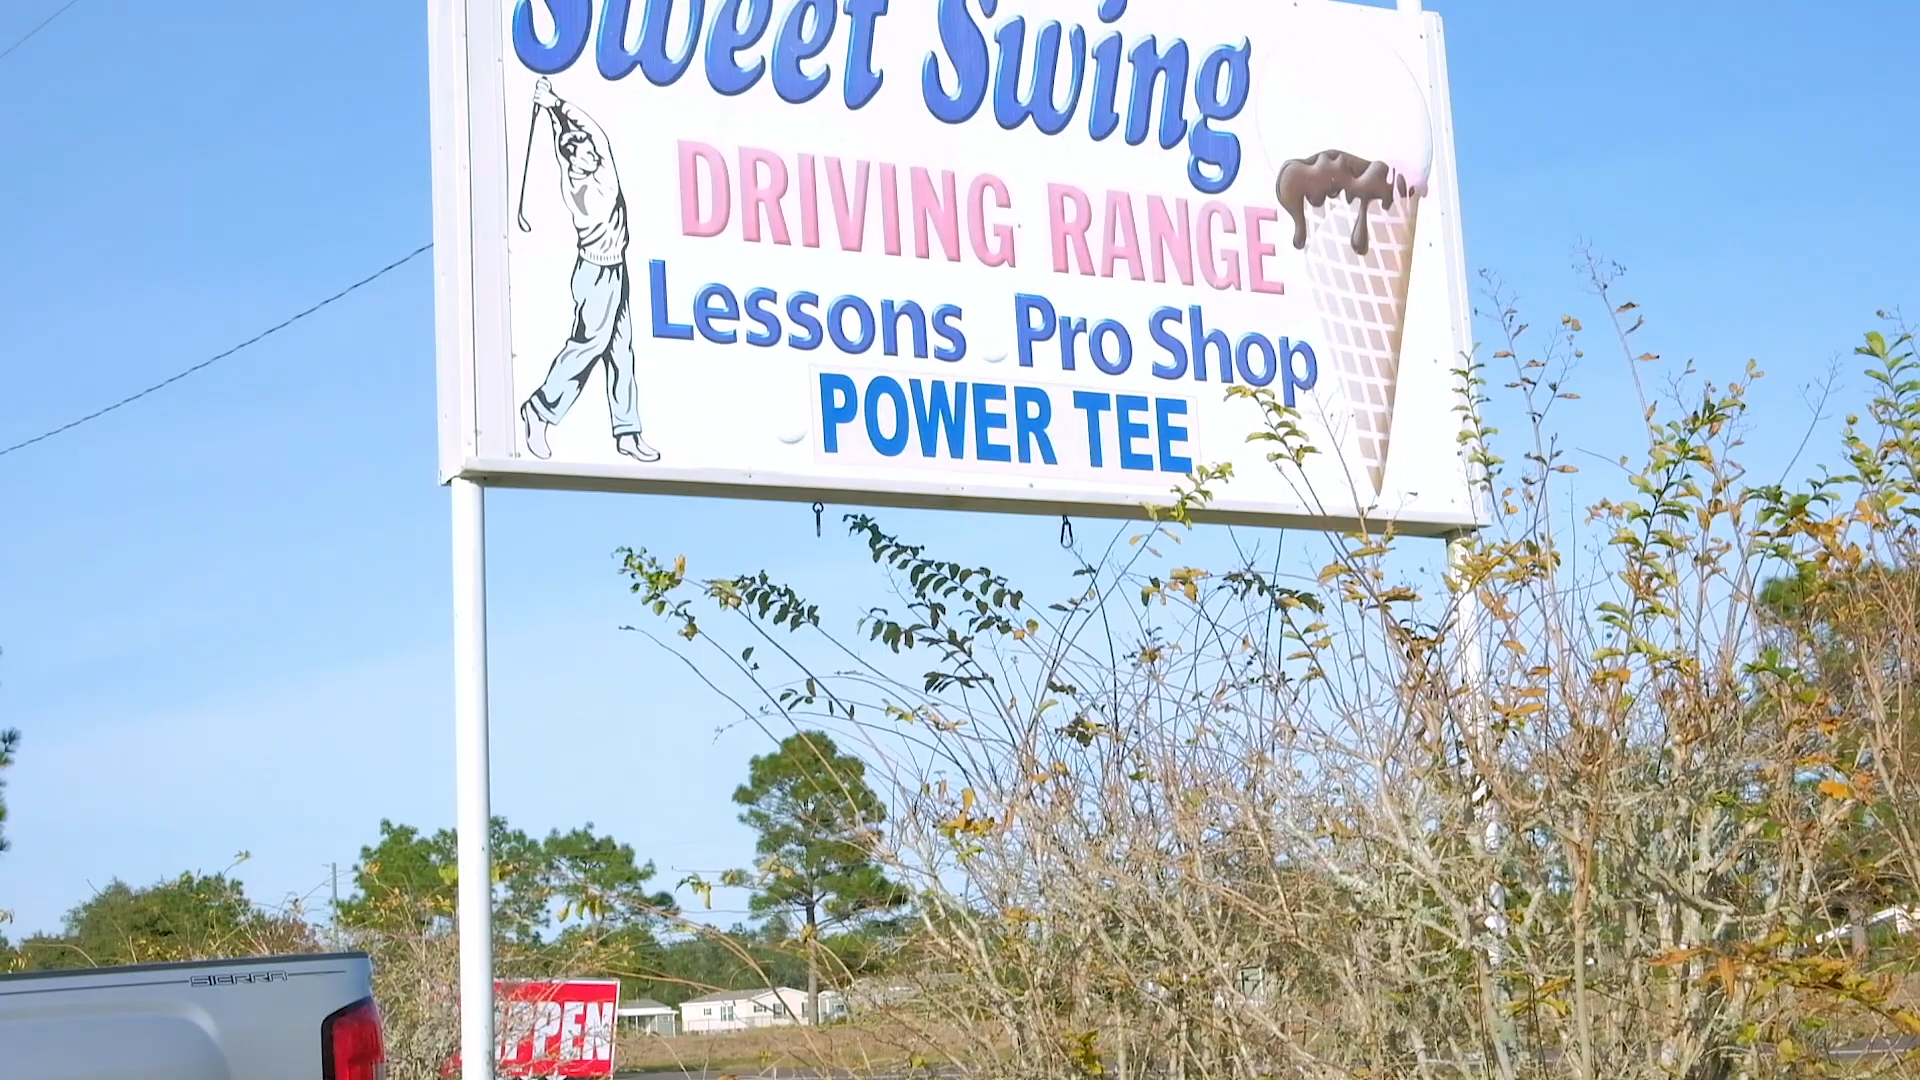 Sweet Swing
DRIVING RANGE
Lessons Pro Shop
POWER TEE
SIERRA
OPEN